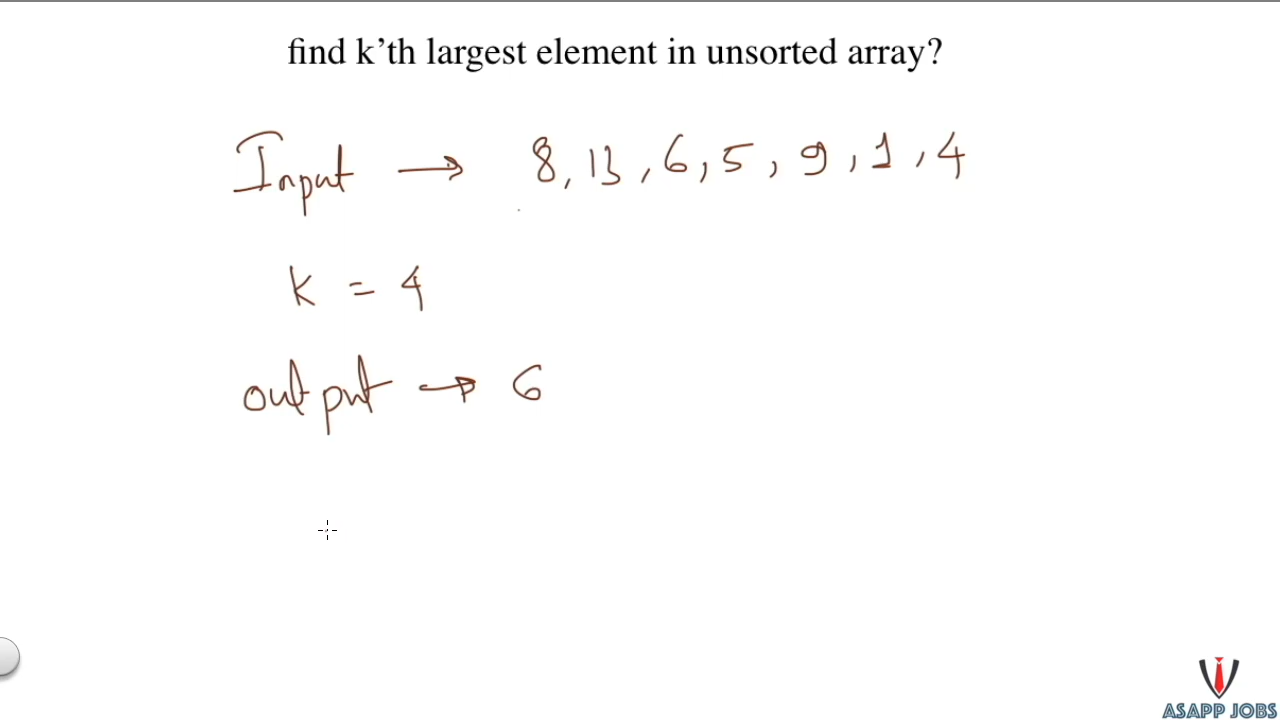 find k'th largest element in unsorted array?
Input → 8, 13, 6, 5, 9, 1, 4
K = 4
output → 6
ASAPP JOBS